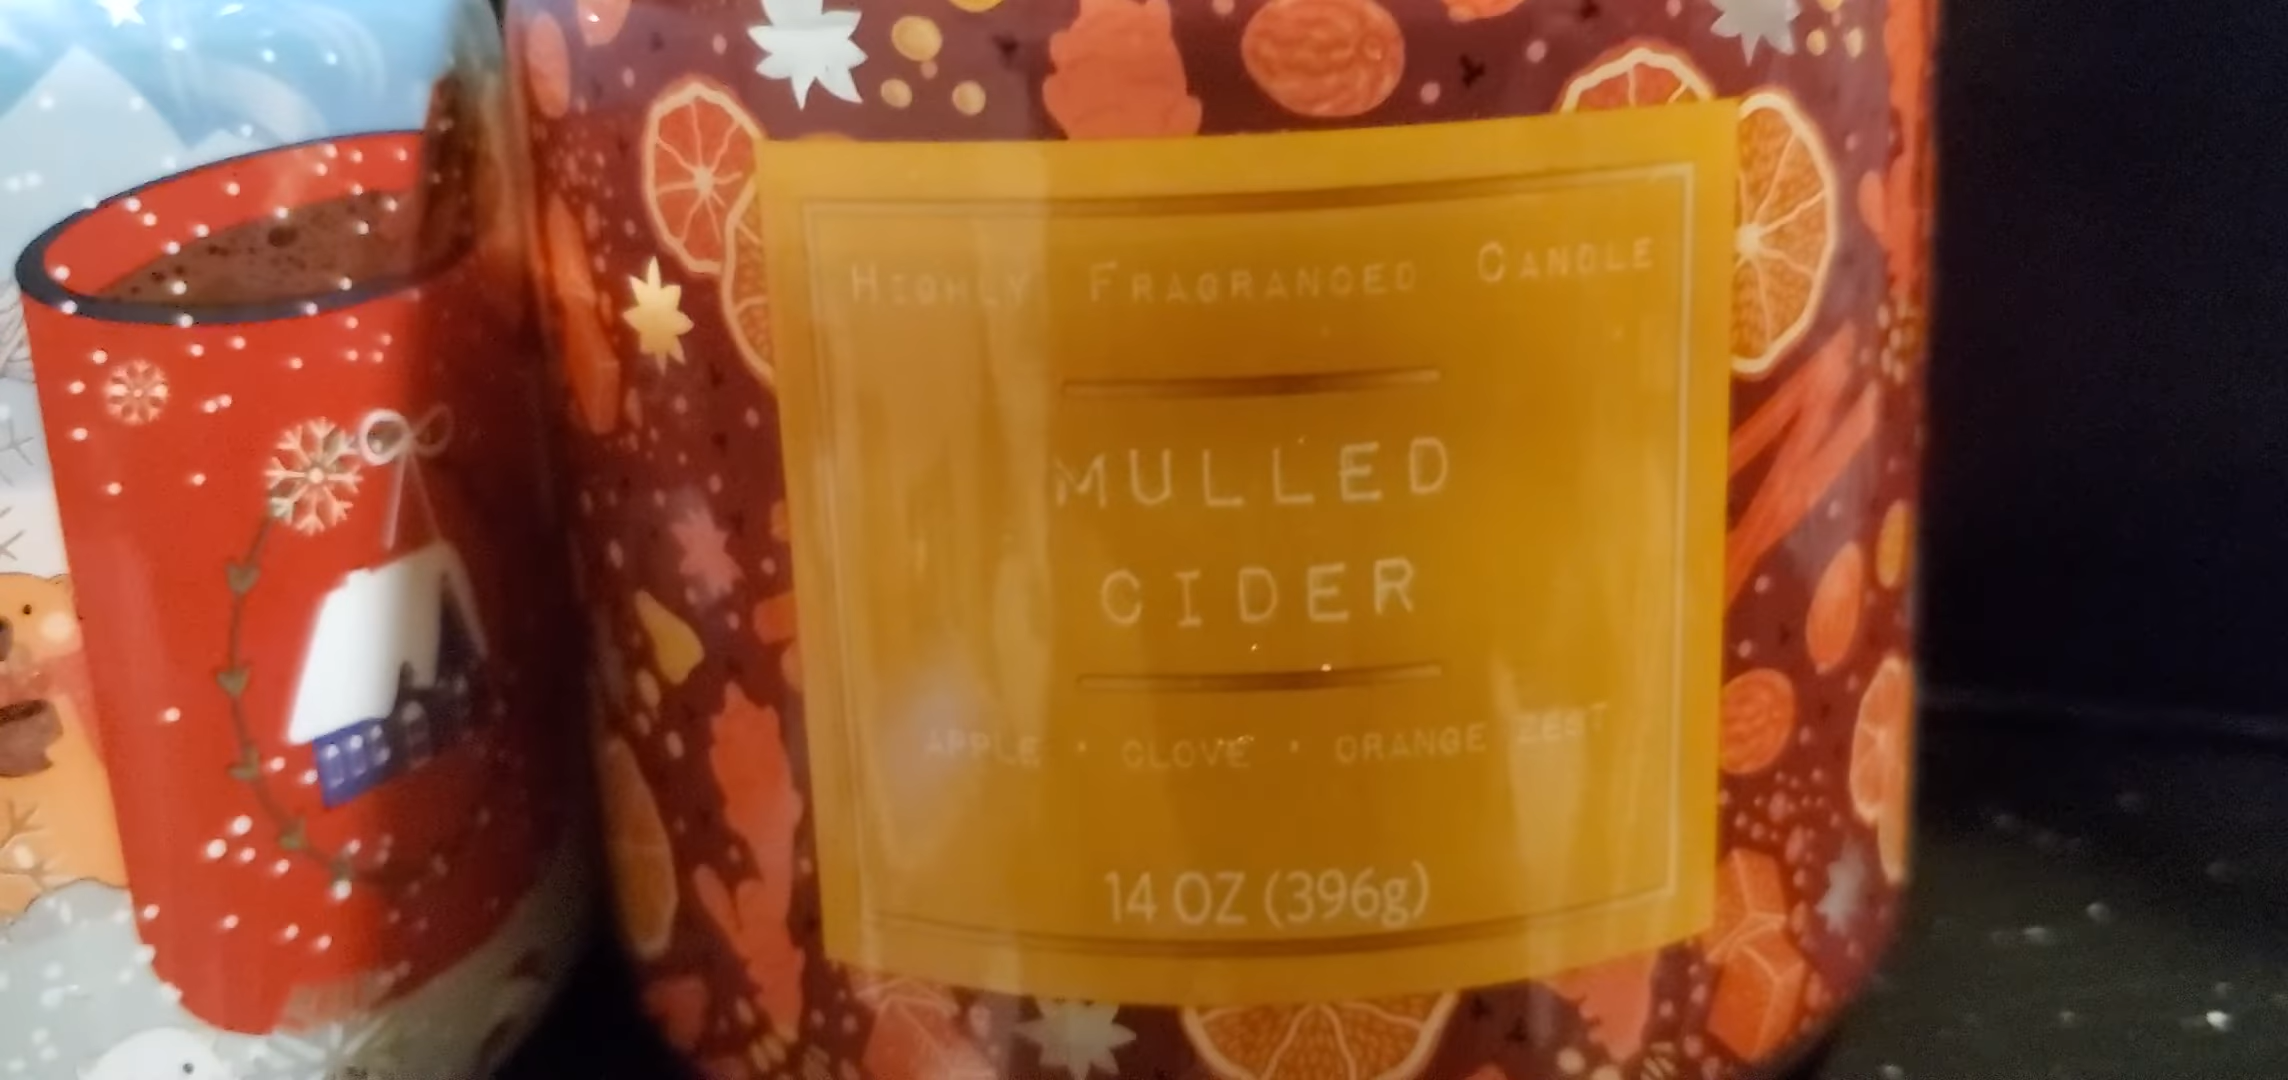 HIGHLY FRAGRANCED CANDLE
MULLED
CIDER
APPLE · CLOVE · ORANGE ZEST
14 OZ (396g)